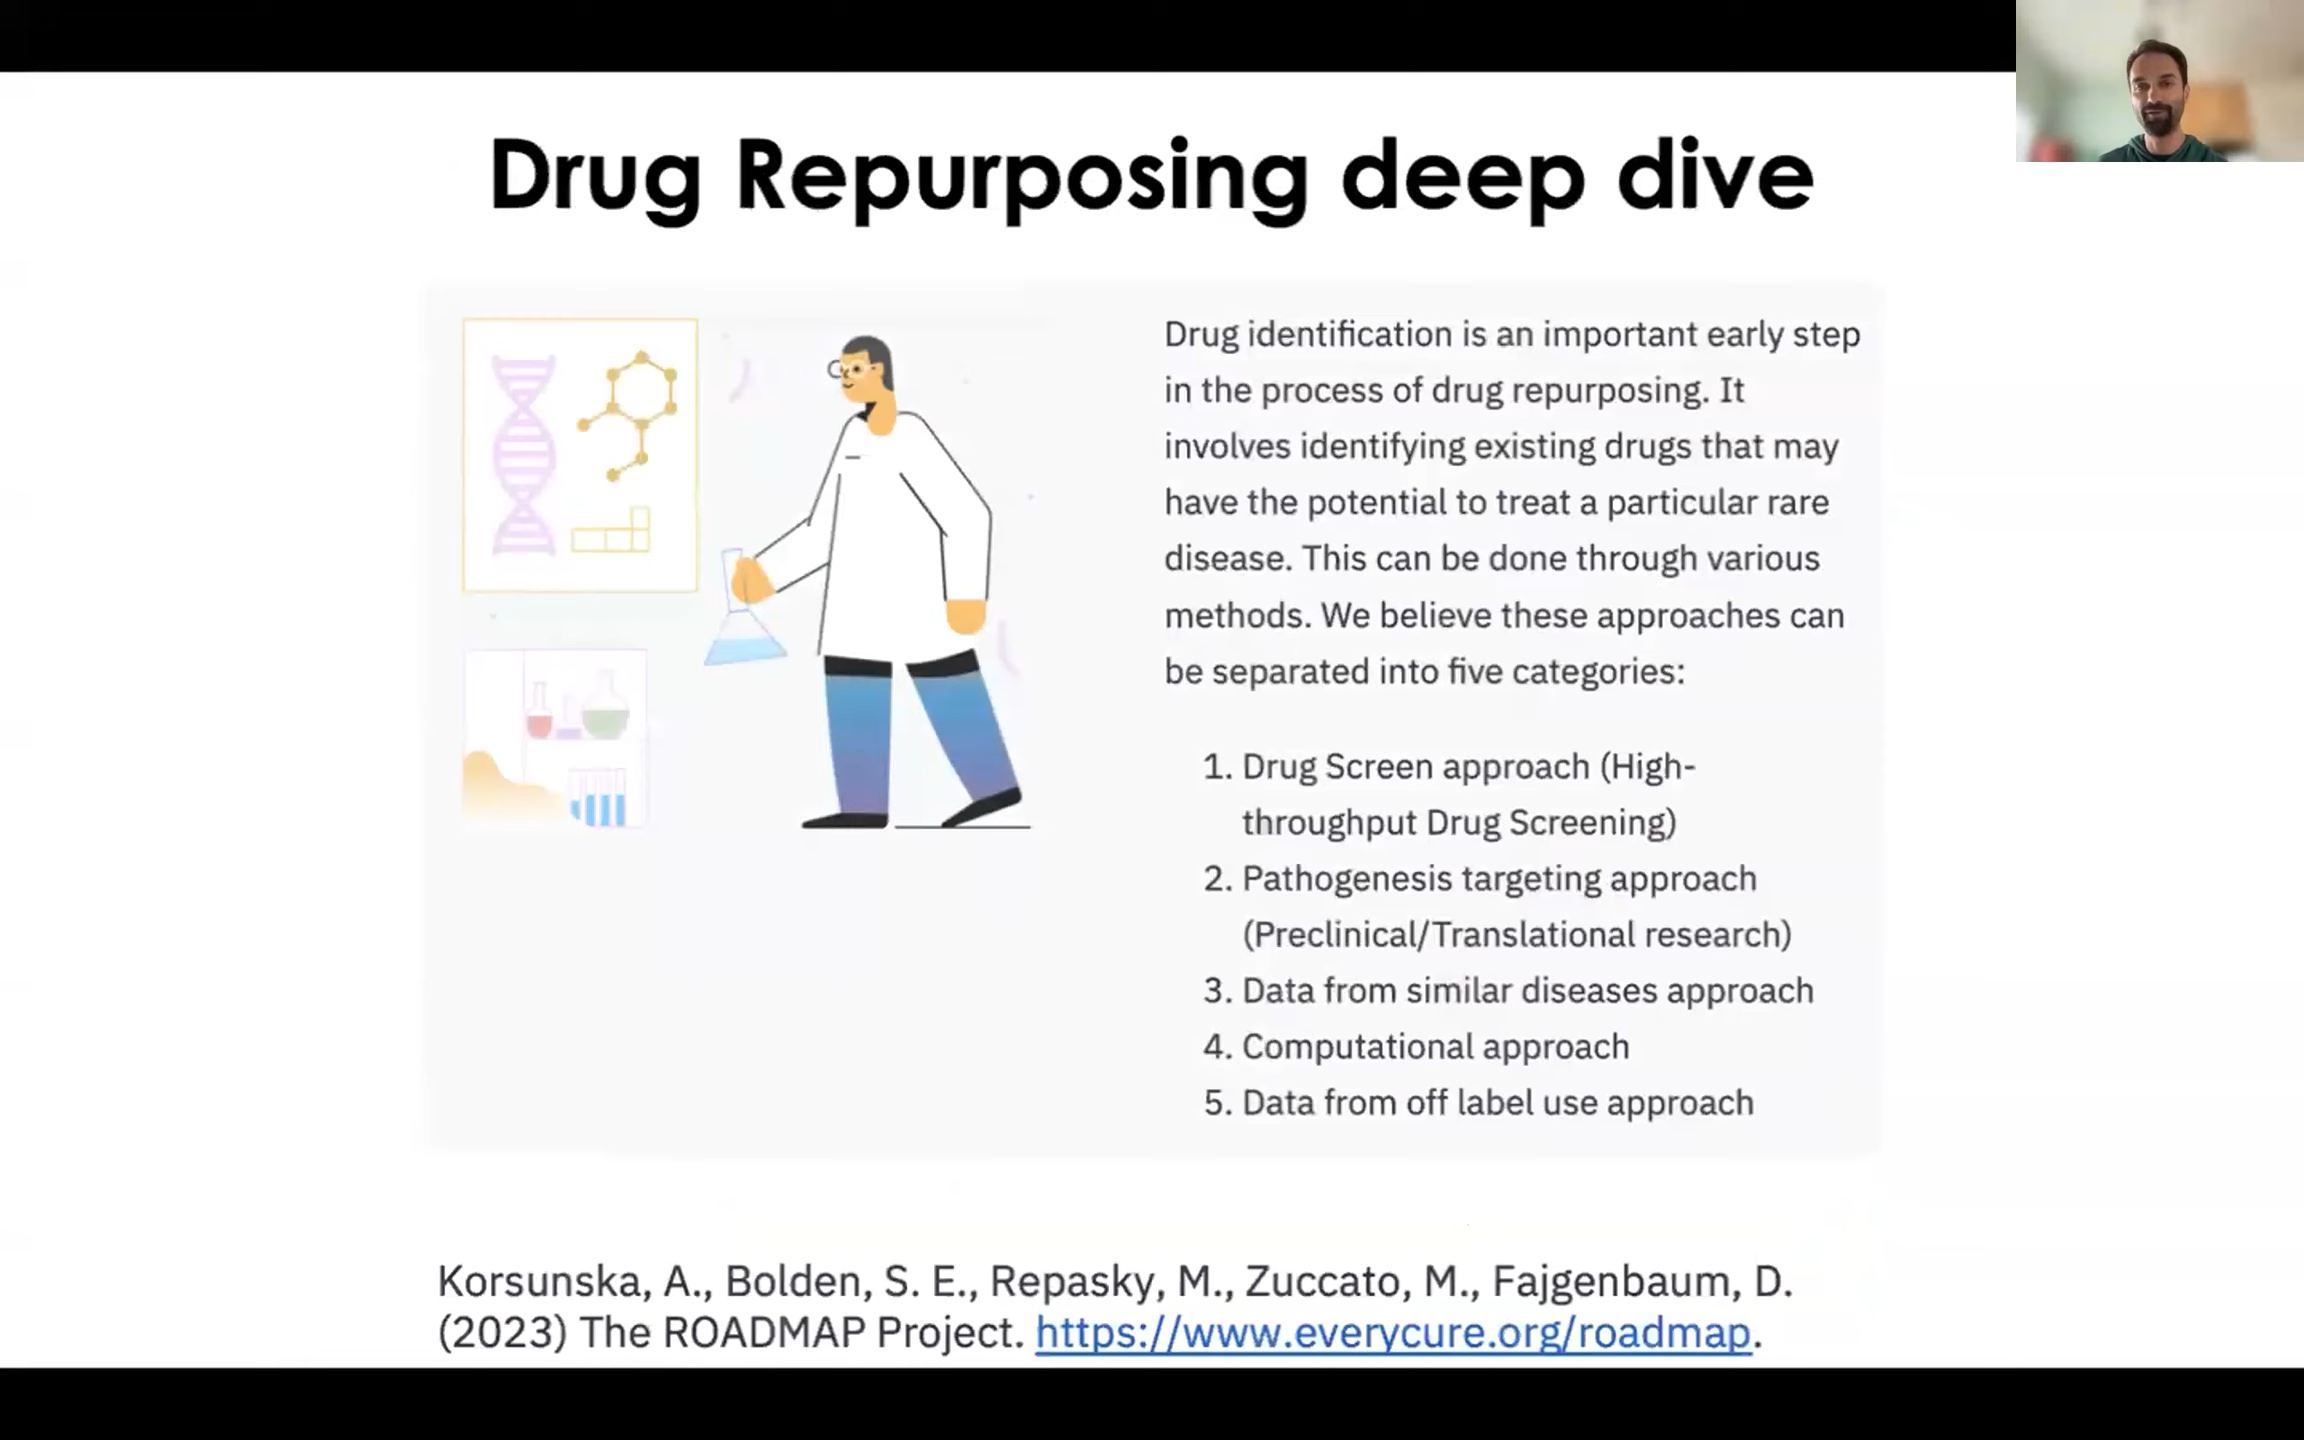 Drug Repurposing deep dive
Drug identification is an important early step
in the process of drug repurposing. It
involves identifying existing drugs that may
have the potential to treat a particular rare
disease. This can be done through various
methods. We believe these approaches can
be separated into five categories:
1. Drug Screen approach (High-
throughput Drug Screening)
2. Pathogenesis targeting approach
(Preclinical/Translational research)
3. Data from similar diseases approach
4. Computational approach
5. Data from off label use approach
Korsunska, A., Bolden, S. E., Repasky, M., Zuccato, M., Fajgenbaum, D.
(2023) The ROADMAP Project. https://www.everycure.org/roadmap.